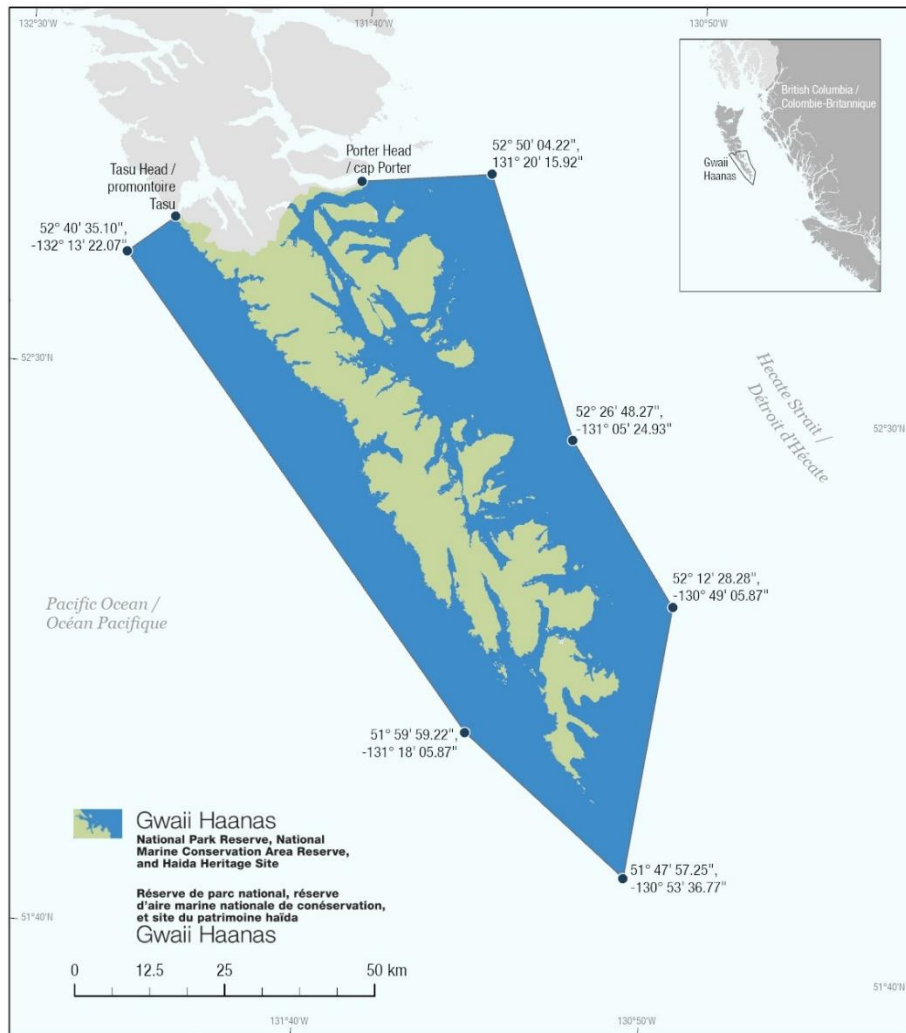 132°30'W
131°40'W
130°50'W
British Columbia /
Colombie-Britannique
Gwaii
Haanas
52° 50' 04.22",
131° 20' 15.92"
Porter Head
/ cap Porter
Tasu Head /
promontoire
Tasu
52° 40' 35.10",
-132° 13' 22.07"
52°30'N
Hecate Strait /
Détroit d'Hécate
52° 26' 48.27",
-131° 05' 24.93"
52°30'N
52° 12' 28.28",
-130° 49' 05.87"
Pacific Ocean /
Océan Pacifique
51° 59' 59.22",
-131° 18' 05.87"
51° 47' 57.25",
-130° 53' 36.77"
Gwaii Haanas
National Park Reserve, National
Marine Conservation Area Reserve,
and Haida Heritage Site
Réserve de parc national, réserve
d'aire marine nationale de conéservation,
et site du patrimoine haïda
Gwaii Haanas
51°40'N
0 12.5 25 50 km
51°40'N
131°40'W
130°50'W